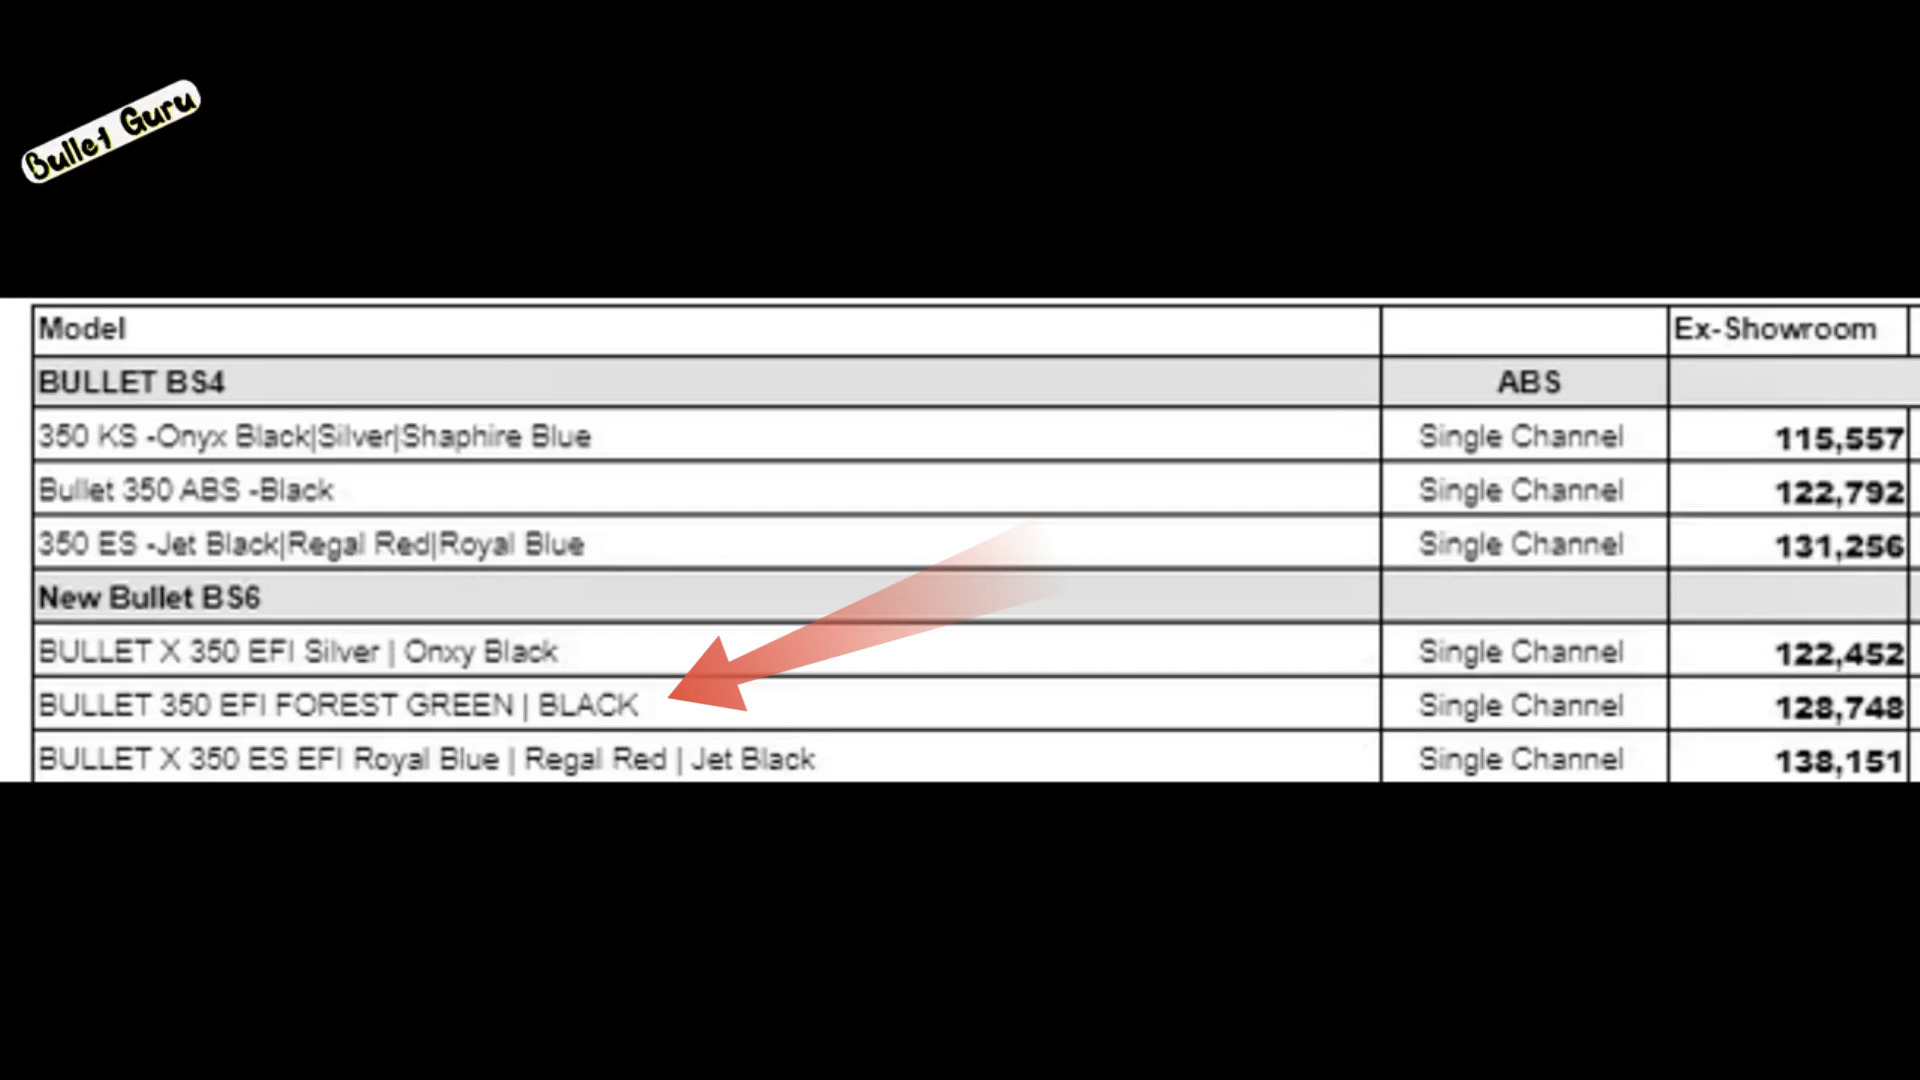 Bullet Guru
Model Ex-Showroom
BULLET BS4 ABS
350 KS -Onyx Black|Silver|Shaphire Blue Single Channel 115,557
Bullet 350 ABS -Black Single Channel 122,792
350 ES -Jet Black|Regal Red|Royal Blue Single Channel 131,256
New Bullet BS6
BULLET X 350 EFI Silver | Onxy Black Single Channel 122,452
BULLET 350 EFI FOREST GREEN | BLACK Single Channel 128,748
BULLET X 350 ES EFI Royal Blue | Regal Red | Jet Black Single Channel 138,151